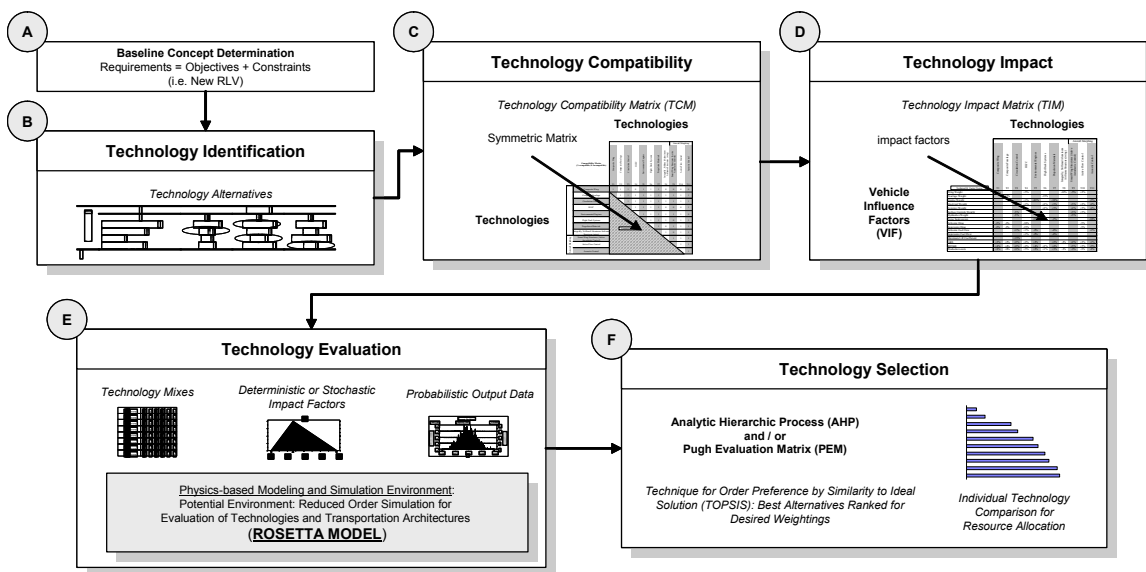 A
Baseline Concept Determination
Requirements = Objectives + Constraints
(i.e. New RLV)
B
Technology Identification
Technology Alternatives
C
Technology Compatibility
Technology Compatibility Matrix (TCM)
Technologies
Symmetric Matrix
Technologies
D
Technology Impact
Technology Impact Matrix (TIM)
Technologies
impact factors
Vehicle
Influence
Factors
(VIF)
E
Technology Evaluation
Technology Mixes
Deterministic or Stochastic
Impact Factors
Probabilistic Output Data
Physics-based Modeling and Simulation Environment:
Potential Environment: Reduced Order Simulation for
Evaluation of Technologies and Transportation Architectures
(ROSETTA MODEL)
F
Technology Selection
Analytic Hierarchic Process (AHP)
and / or
Pugh Evaluation Matrix (PEM)
Technique for Order Preference by Similarity to Ideal
Solution (TOPSIS): Best Alternatives Ranked for
Desired Weightings
Individual Technology
Comparison for
Resource Allocation